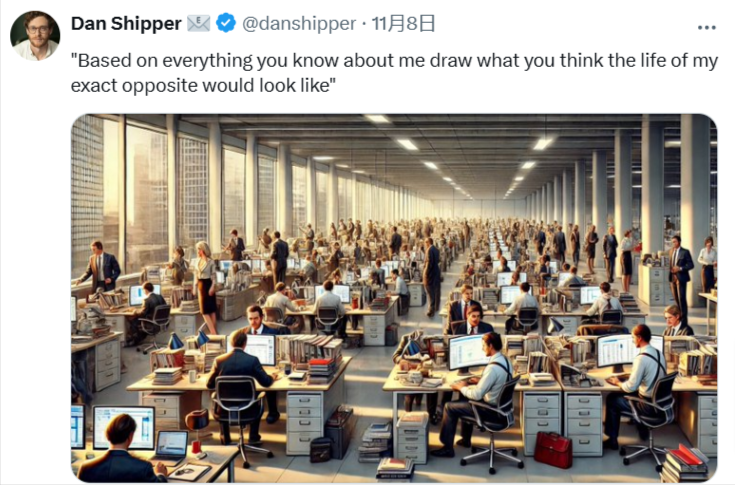 Dan Shipper @danshipper · 11月8日
"Based on everything you know about me draw what you think the life of my
exact opposite would look like"